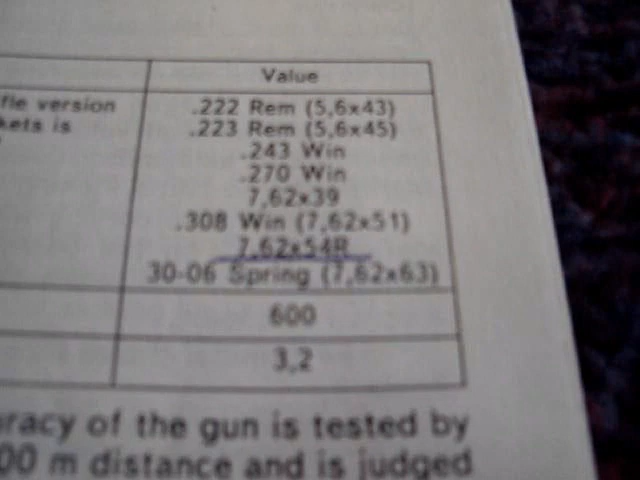 Value
fle version
.222 Rem (5,6x43)
kets is
.223 Rem (5,6x45)
.243 Win
.270 Win
7,62x39
.308 Win (7,62x51)
7,62x54R
30-06 Spring (7,62x63)
600
3,2
uracy of the gun is tested by
00 m distance and is judged